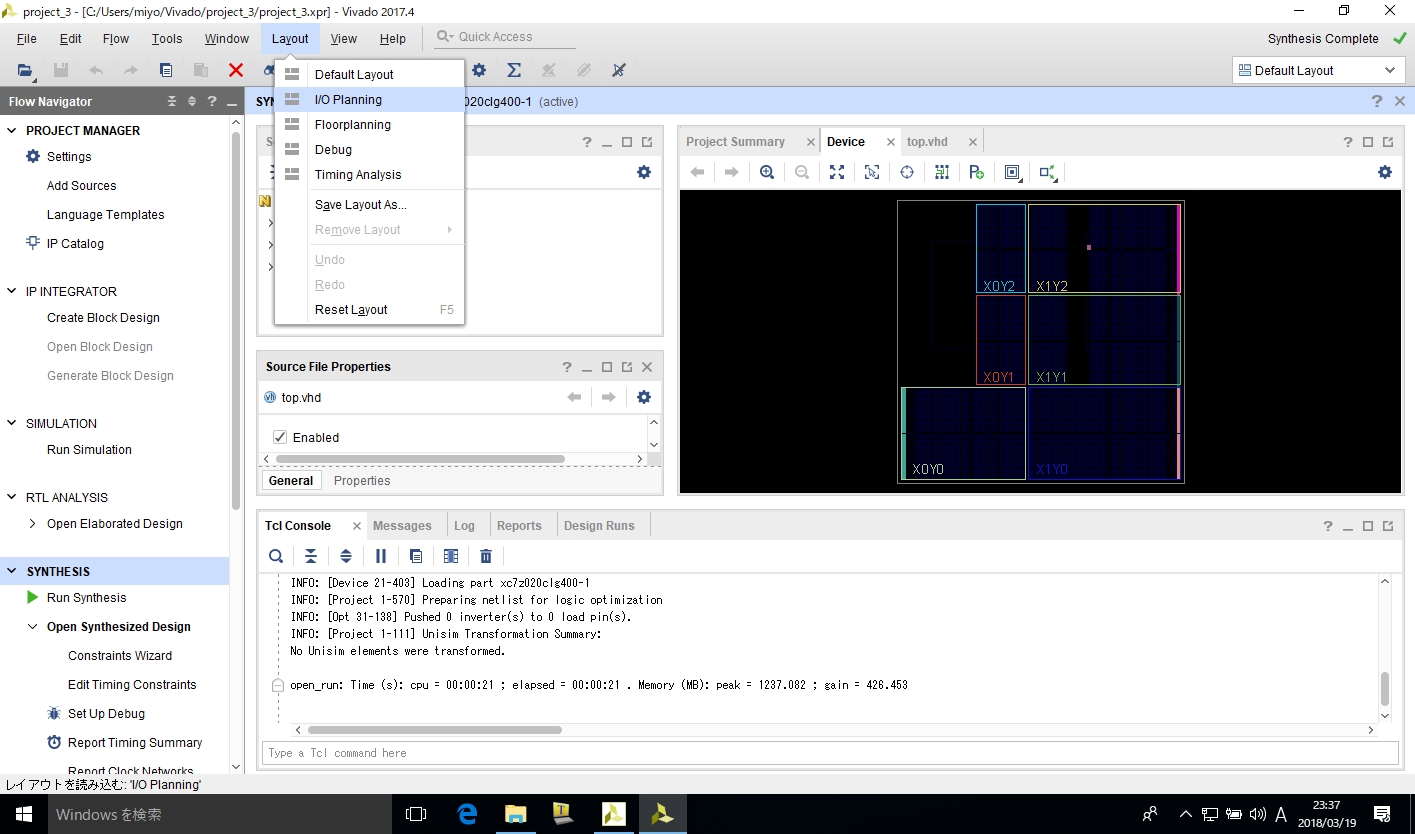 project_3 - [C:/Users/miyo/Vivado/project_3/project_3.xpr] - Vivado 2017.4
File Edit Flow Tools Window Layout View Help Quick Access
Synthesis Complete
Default Layout
Flow Navigator
PROJECT MANAGER
Settings
Add Sources
Language Templates
IP Catalog
IP INTEGRATOR
Create Block Design
Open Block Design
Generate Block Design
SIMULATION
Run Simulation
RTL ANALYSIS
Open Elaborated Design
SYNTHESIS
Run Synthesis
Open Synthesized Design
Constraints Wizard
Edit Timing Constraints
Set Up Debug
Report Timing Summary
Report Clock Networks
Default Layout
I/O Planning
Floorplanning
Debug
Timing Analysis
Save Layout As...
Remove Layout
Undo
Redo
Reset Layout F5
020clg400-1 (active)
Source File Properties
top.vhd
Enabled
General Properties
Project Summary Device top.vhd
X0Y2 X1Y2
X0Y1 X1Y1
X0Y0 X1Y0
Tcl Console Messages Log Reports Design Runs
INFO: [Device 21-403] Loading part xc7z020clg400-1
INFO: [Project 1-570] Preparing netlist for logic optimization
INFO: [Opt 31-138] Pushed 0 inverter(s) to 0 load pin(s).
INFO: [Project 1-111] Unisim Transformation Summary:
No Unisim elements were transformed.
open_run: Time (s): cpu = 00:00:21 ; elapsed = 00:00:21 . Memory (MB): peak = 1237.082 ; gain = 426.453
Type a Tcl command here
レイアウトを読み込む: 'I/O Planning'
Windows を検索
A
23:37
2018/03/19